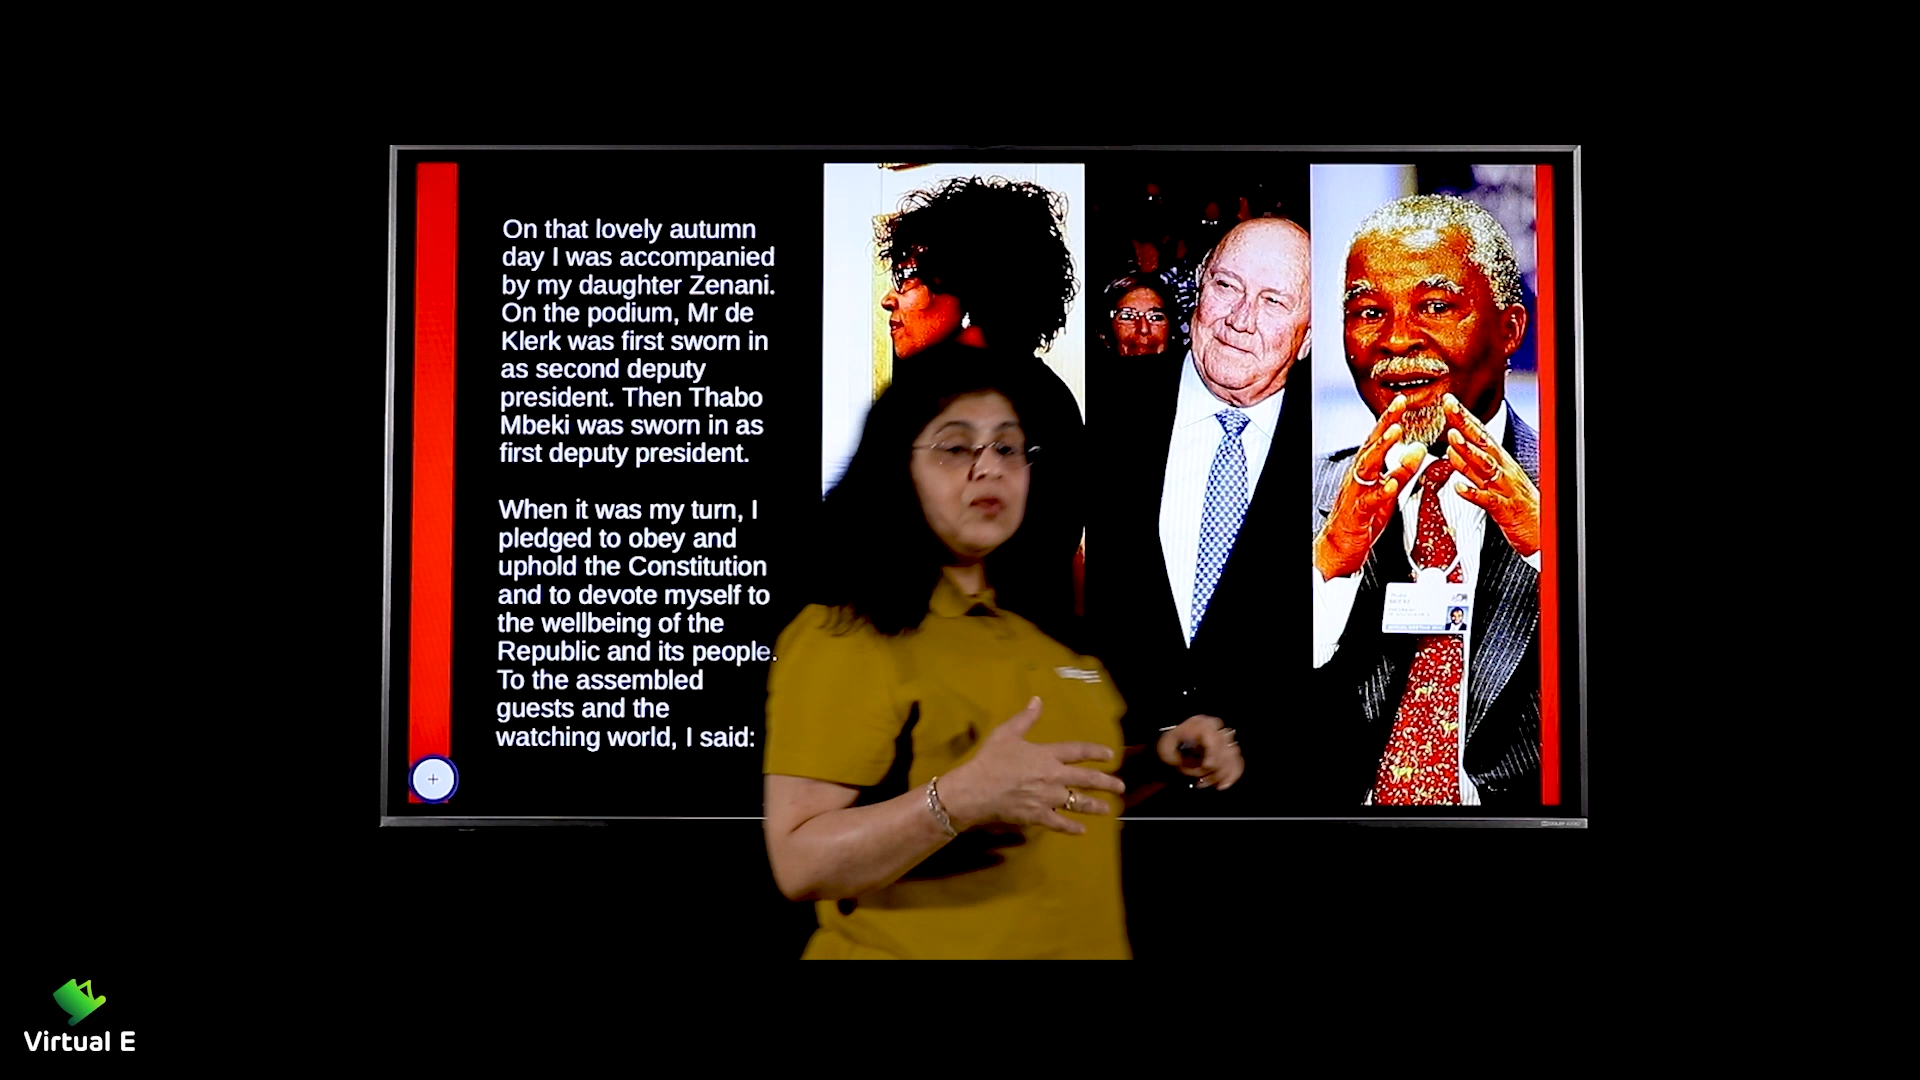 On that lovely autumn
day I was accompanied
by my daughter Zenani.
On the podium, Mr de
Klerk was first sworn in
as second deputy
president. Then Thabo
Mbeki was sworn in as
first deputy president.
When it was my turn, I
pledged to obey and
uphold the Constitution
and to devote myself to
the wellbeing of the
Republic and its people.
To the assembled
guests and the
watching world, I said:
Virtual E